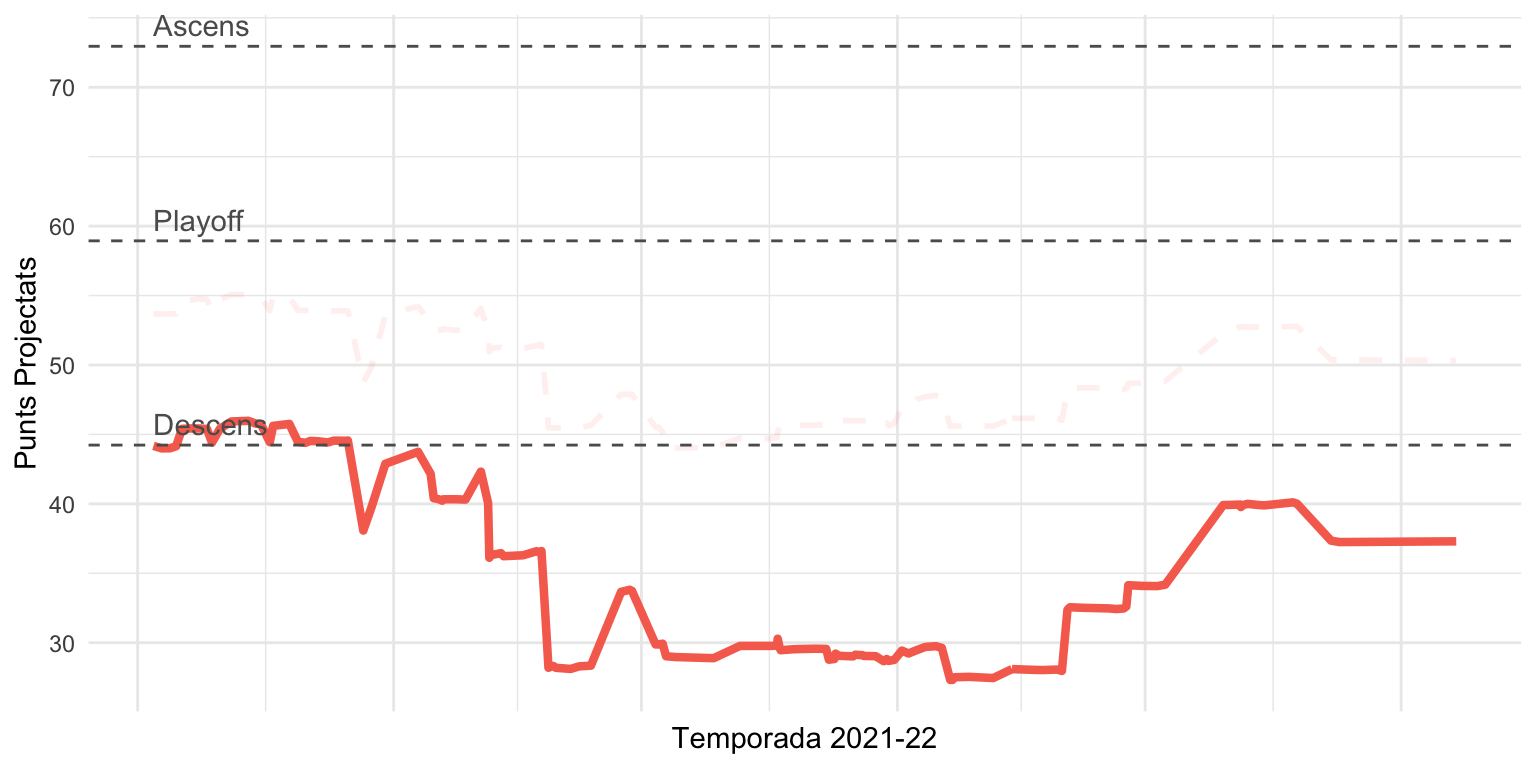 Ascens
70
Playoff
60
50
Descens
40
30
Punts Projectats
Temporada 2021-22